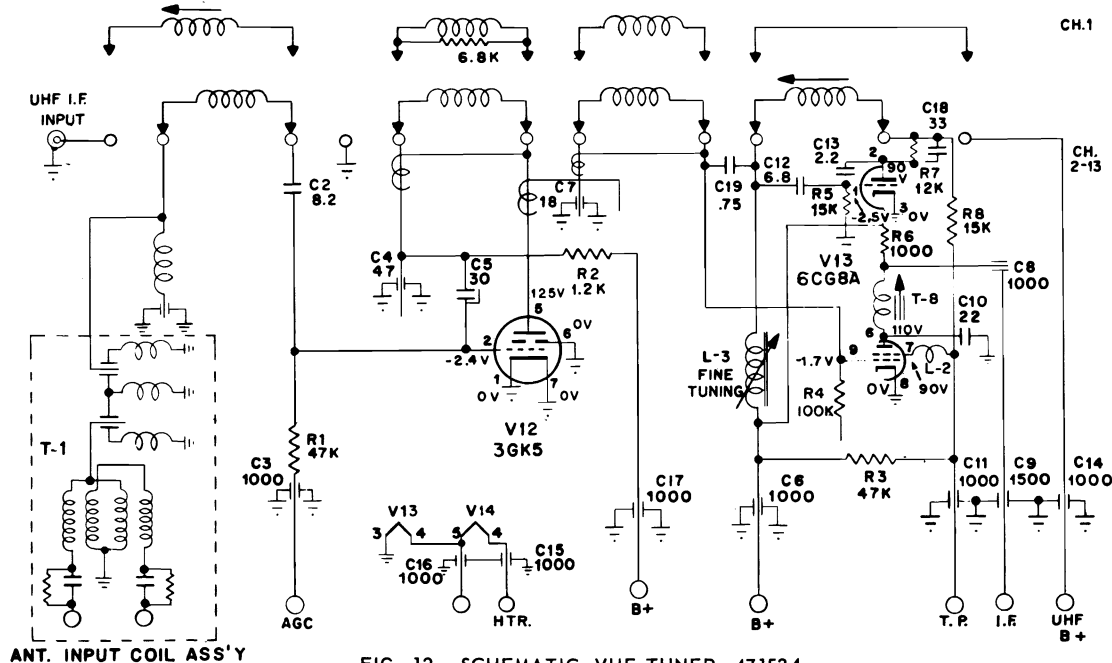 CH.1
6.8K
UHF I.F.
INPUT
C18
33
C13
2.2
2
90
V
CH.
2-13
C2
8.2
C7
18
C19
.75
C12
6.8
R5
15K
1
-2.5V
3
0V
R7
12K
R6
1000
R8
15K
V13
6CG8A
C4
47
C5
30
R2
1.2K
C8
1000
T-8
C10
22
125V
5
6
0V
2
-2.4V
1
0V
7
0V
V12
3GK5
L-3
FINE
TUNING
-1.7V
9
6
110V
7
L-2
0V
8
90V
R4
100K
T-1
R1
47K
C3
1000
C17
1000
C6
1000
R3
47K
C11
1000
C9
1500
C14
1000
V13
3
4
V14
5
4
C16
1000
C15
1000
AGC
HTR.
B+
B+
T.P.
I.F.
UHF
B+
ANT. INPUT COIL ASS'Y